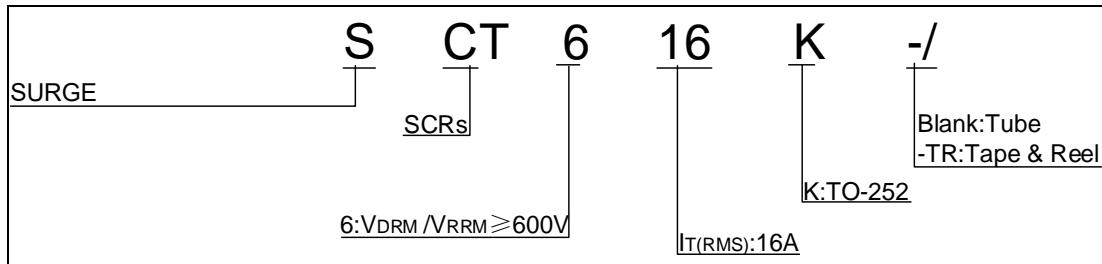 S CT 6 16 K -/
SURGE
SCRs
Blank:Tube
-TR:Tape & Reel
K:TO-252
6:VDRM /VRRM≥600V
IT(RMS):16A